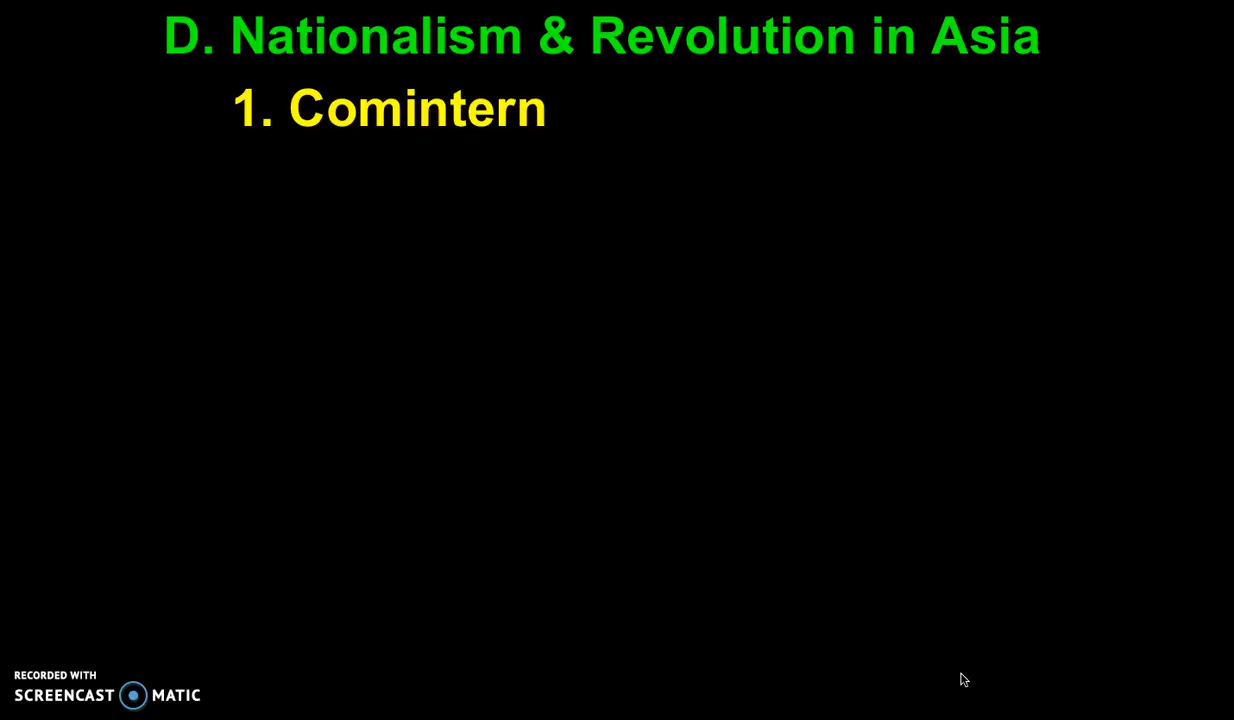 D. Nationalism & Revolution in Asia
1. Comintern
RECORDED WITH
SCREENCAST MATIC